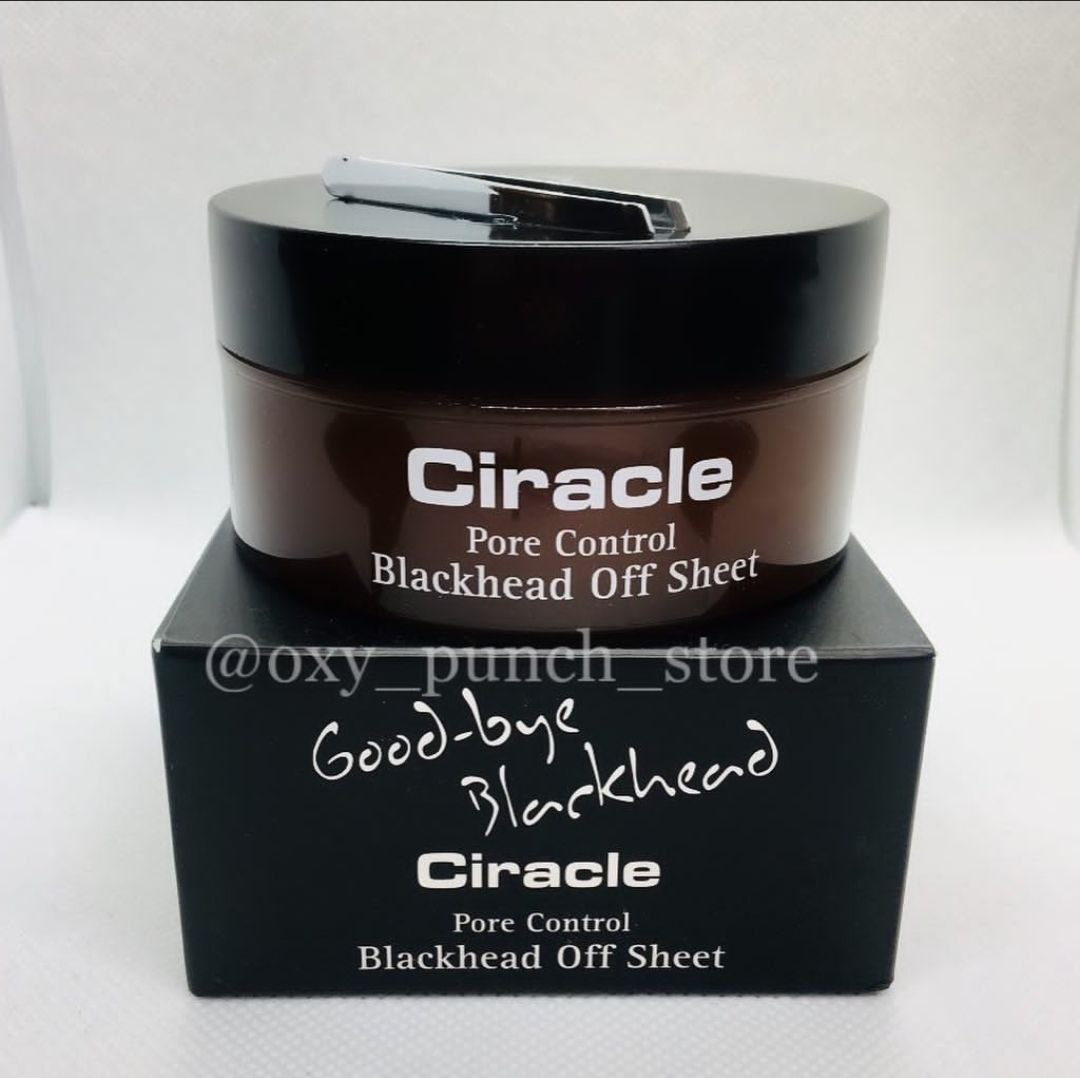 Ciracle
Pore Control
Blackhead Off Sheet
@oxy_punch_store
Good-bye
Blackhead
Ciracle
Pore Control
Blackhead Off Sheet